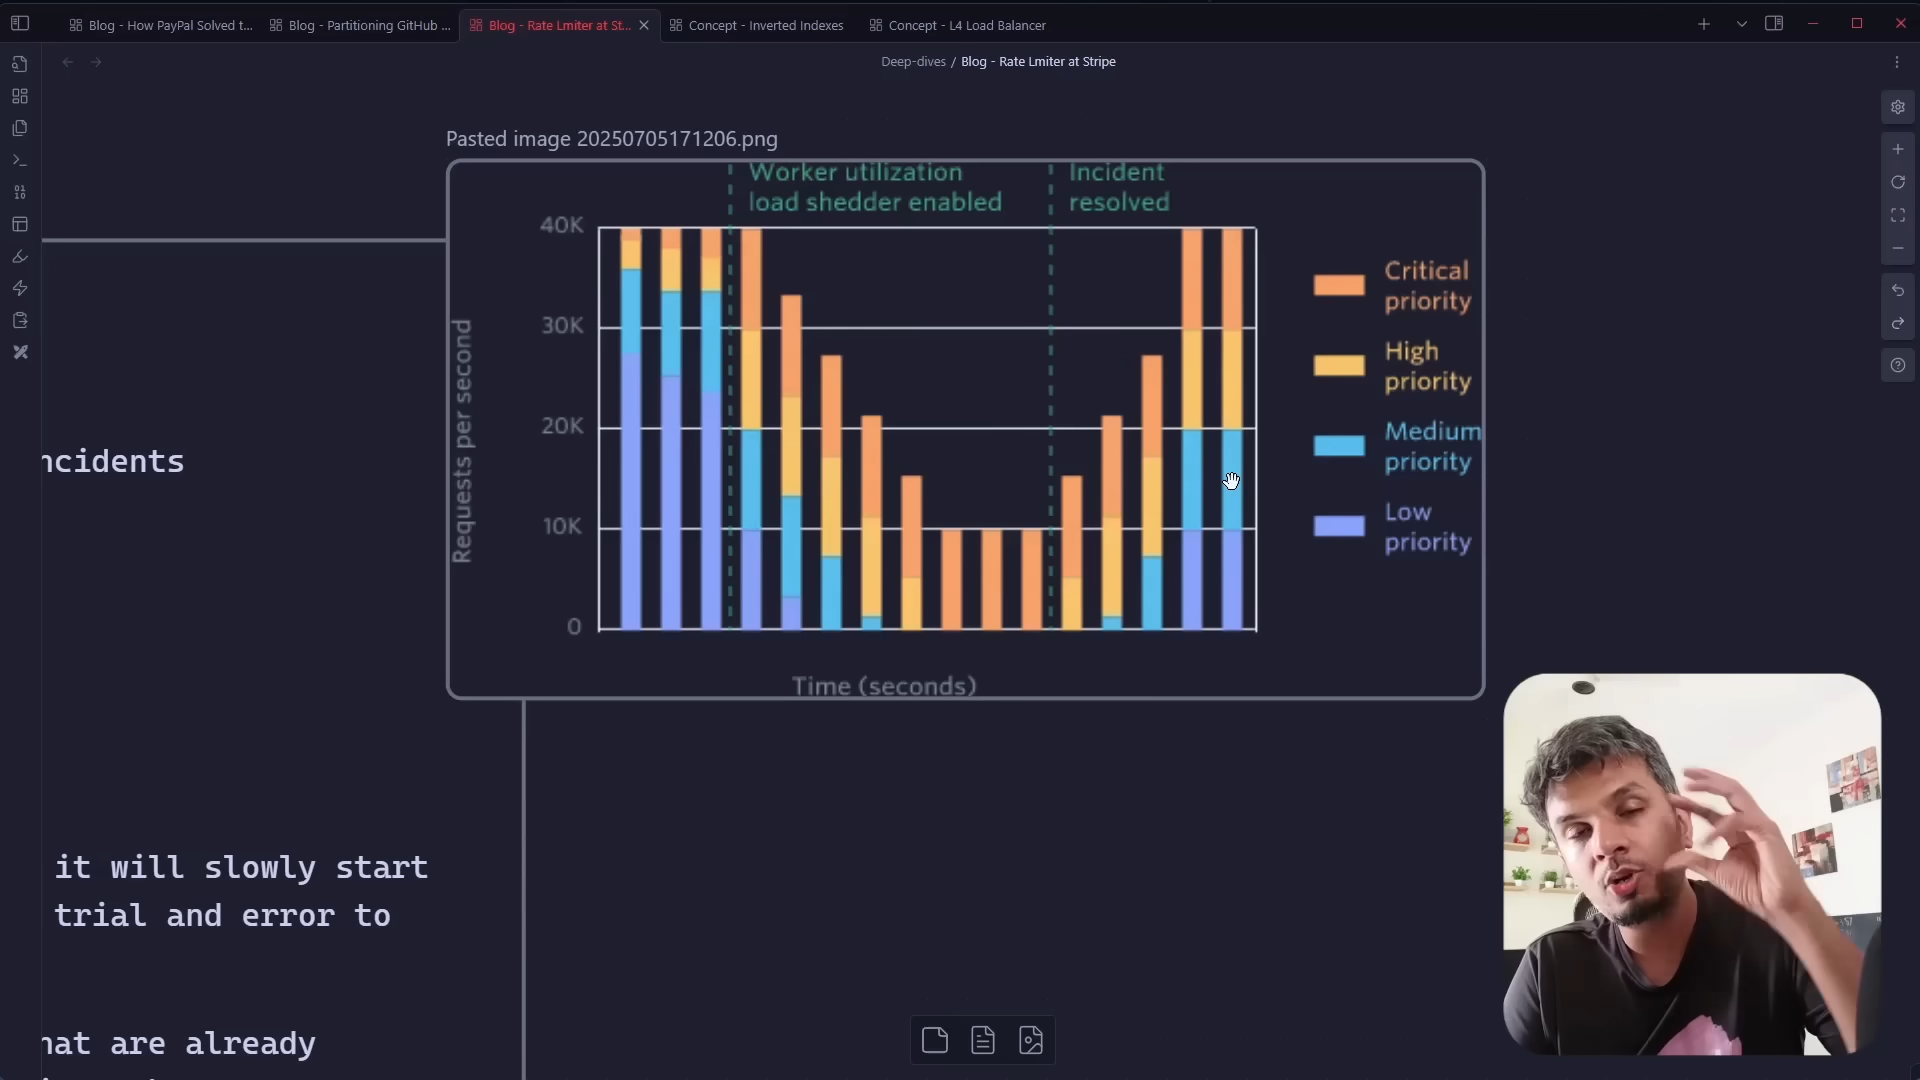 Blog - How PayPal Solved t...
Blog - Partitioning GitHub ...
Blog - Rate Lmiter at St...
Concept - Inverted Indexes
Concept - L4 Load Balancer
Deep-dives / Blog - Rate Lmiter at Stripe
Pasted image 20250705171206.png
Worker utilization
load shedder enabled
Incident
resolved
40K
30K
20K
10K
0
Requests per second
Time (seconds)
Critical
priority
High
priority
Medium
priority
Low
priority
ncidents
it will slowly start
trial and error to
hat are already